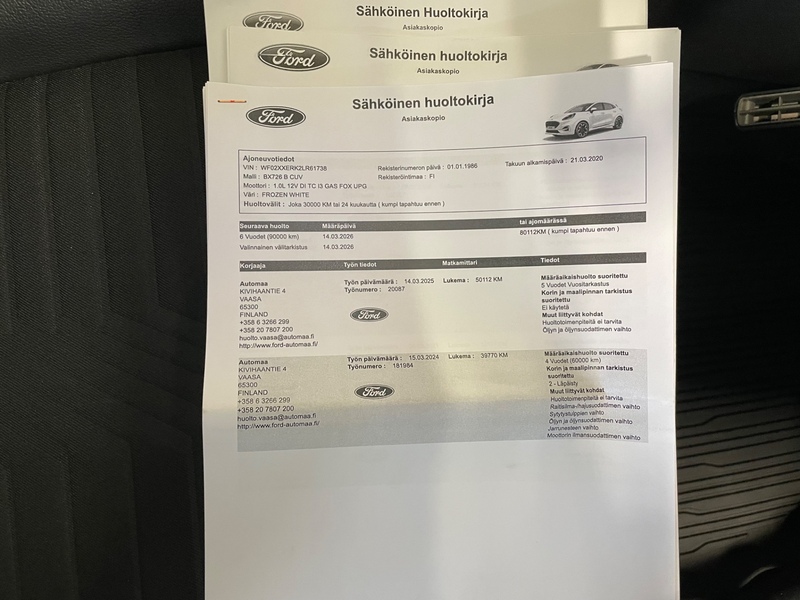 Ford
Sähköinen Huoltokirja
Asiakaskopio
Ford
Sähköinen huoltokirja
Asiakaskopio
Ford
Sähköinen huoltokirja
Asiakaskopio
Ajoneuvotiedot
VIN : WF02XXERK2LR61738 Rekisterinumeron päivä : 01.01.1986 Takuun alkamispäivä : 21.03.2020
Malli : BX726 B CUV Rekisteröintimaa : FI
Moottori : 1.0L 12V DI TC I3 GAS FOX UPG
Väri : FROZEN WHITE
Huoltovälit : Joka 30000 KM tai 24 kuukautta ( kumpi tapahtuu ennen )
Seuraava huolto Määräpäivä tai ajomäärässä
6 Vuodet (90000 km) 14.03.2026 80112KM ( kumpi tapahtuu ennen )
Valinnainen välitarkistus 14.03.2026
Korjaaja Työn tiedot Matkamittari Tiedot
Automaa
KIVIHAANTIE 4
VAASA
65300
FINLAND
+358 6 3266 299
+358 20 7807 200
huolto.vaasa@automaa.fi
http://www.ford-automaa.fi/
Työn päivämäärä : 14.03.2025 Lukema : 50112 KM
Työnumero : 20087
Ford
Määräaikaishuolto suoritettu
5 Vuodet Vuositarkastus
Korin ja maalipinnan tarkistus
suoritettu
Ei käytetä
Muut liittyvät kohdat
Huoltotoimenpiteitä ei tarvita
Öljyn ja öljynsuodattimen vaihto
Automaa
KIVIHAANTIE 4
VAASA
65300
FINLAND
+358 6 3266 299
+358 20 7807 200
huolto.vaasa@automaa.fi
http://www.ford-automaa.fi/
Työn päivämäärä : 15.03.2024 Lukema : 39770 KM
Työnumero : 181984
Ford
Määräaikaishuolto suoritettu
4 Vuodet (60000 km)
Korin ja maalipinnan tarkistus
suoritettu
2 - Läpäisty
Muut liittyvät kohdat
Huoltotoimenpiteitä ei tarvita
Raitisilma-/hajusuodattimen vaihto
Sytytystulppien vaihto
Öljyn ja öljynsuodattimen vaihto
Jarrunesteen vaihto
Moottorin ilmansuodattimen vaihto